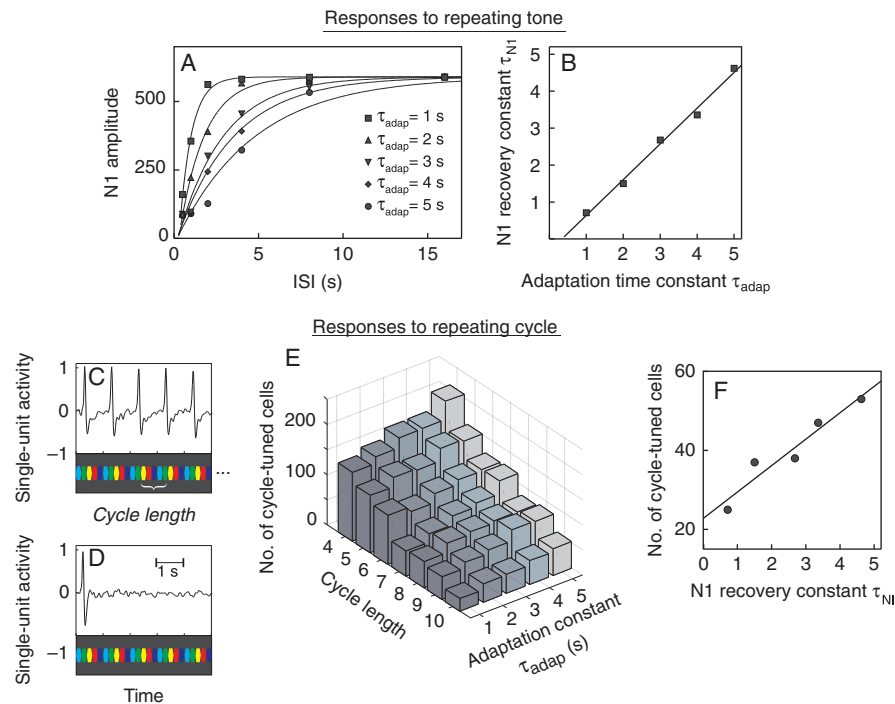 Responses to repeating tone
A
N1 amplitude
500
250
0
τadap= 1 s
τadap= 2 s
τadap= 3 s
τadap= 4 s
τadap= 5 s
0
5
10
15
ISI (s)
B
N1 recovery constant τN1
5
4
3
2
1
1
2
3
4
5
Adaptation time constant τadap
Responses to repeating cycle
C
Single-unit activity
1
0
−1
...
Cycle length
D
Single-unit activity
1
0
−1
1 s
Time
E
No. of cycle-tuned cells
200
100
0
4
5
6
7
8
9
10
Cycle length
1
2
3
4
5
Adaptation constant
τadap (s)
F
No. of cycle-tuned cells
60
40
20
0
1
2
3
4
5
N1 recovery constant τNI